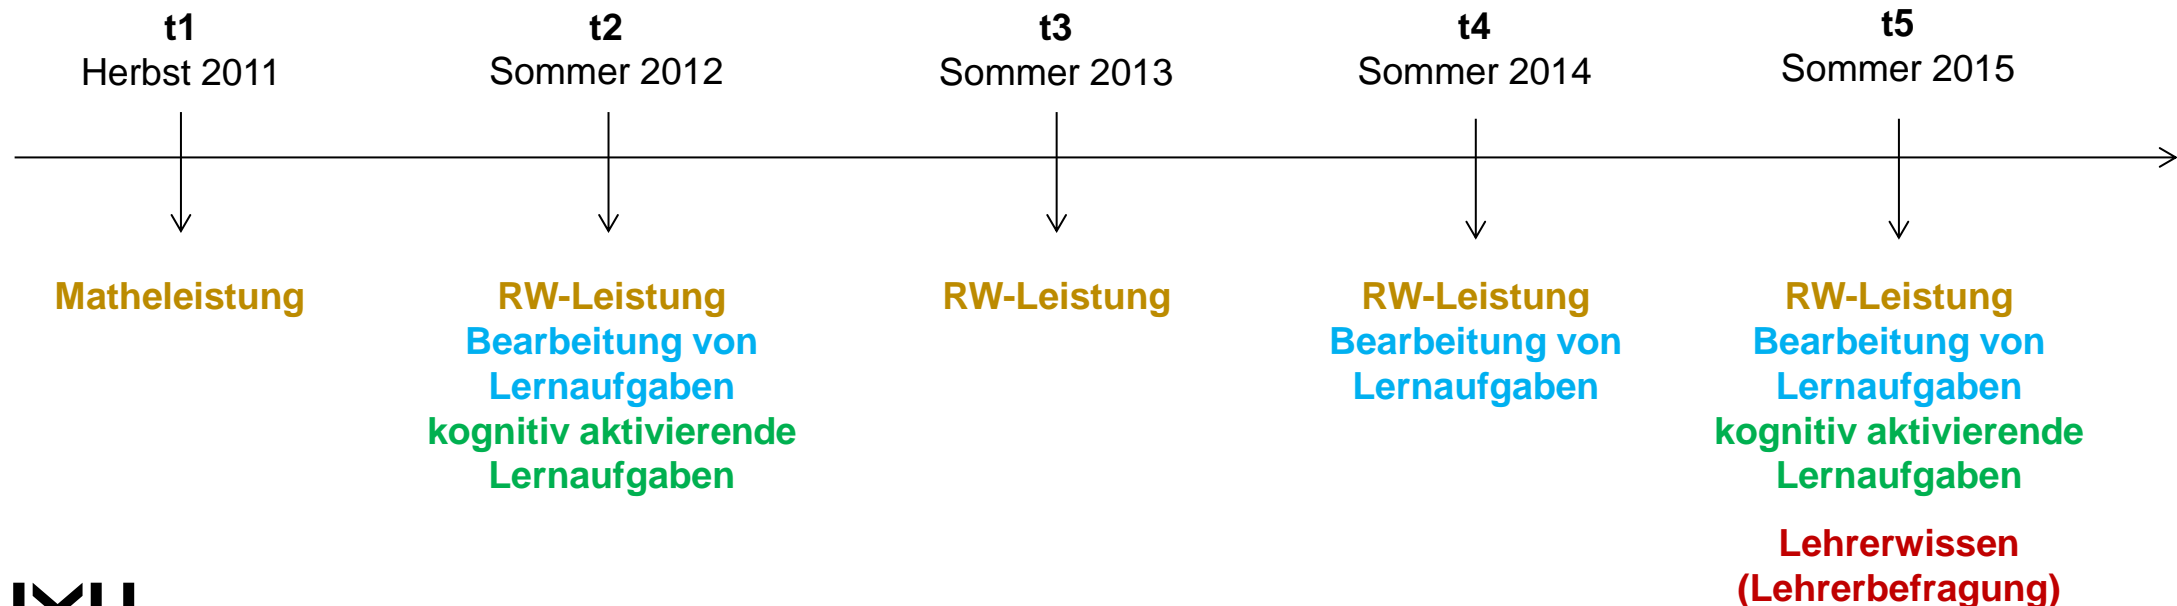 t1
Herbst 2011
t2
Sommer 2012
t3
Sommer 2013
t4
Sommer 2014
t5
Sommer 2015
Matheleistung
RW-Leistung
Bearbeitung von
Lernaufgaben
kognitiv aktivierende
Lernaufgaben
RW-Leistung
RW-Leistung
Bearbeitung von
Lernaufgaben
RW-Leistung
Bearbeitung von
Lernaufgaben
kognitiv aktivierende
Lernaufgaben
Lehrerwissen
(Lehrerbefragung)